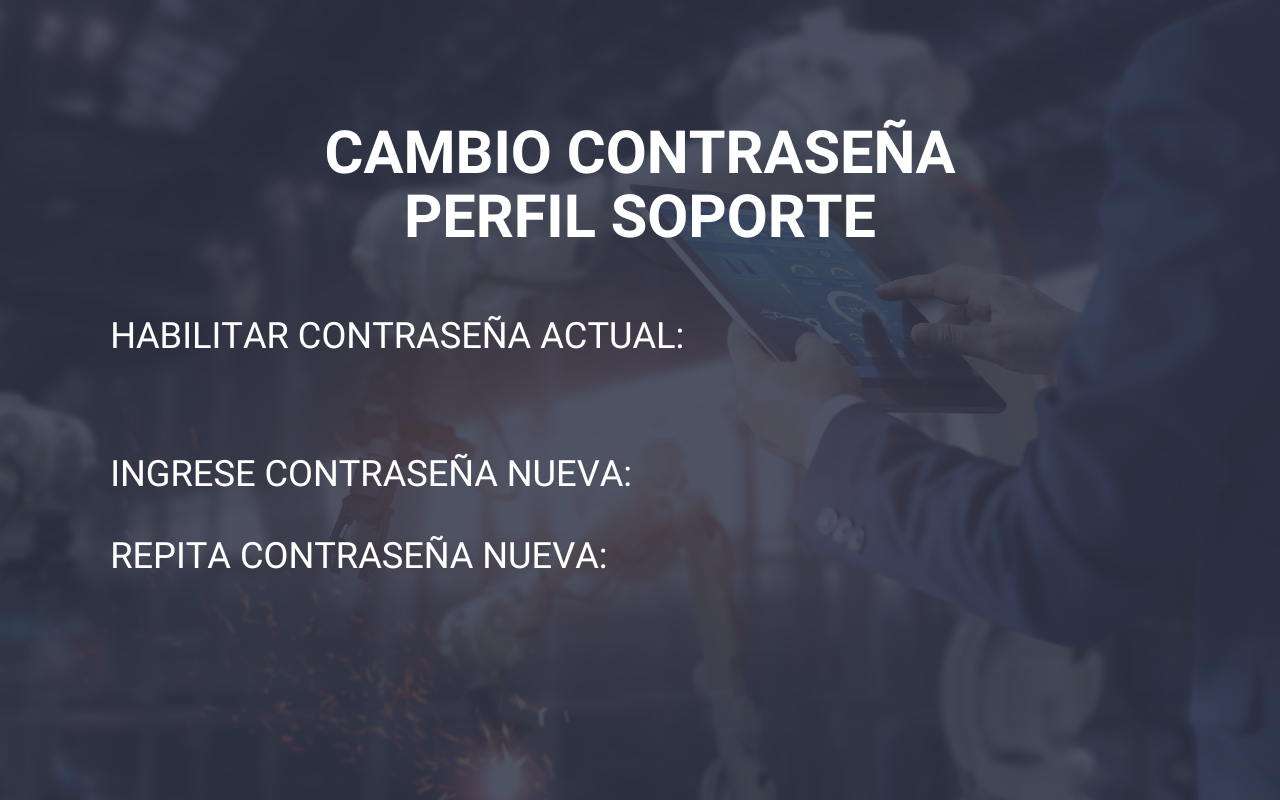 CAMBIO CONTRASEÑA
PERFIL SOPORTE
HABILITAR CONTRASEÑA ACTUAL:
INGRESE CONTRASEÑA NUEVA:
REPITA CONTRASEÑA NUEVA: